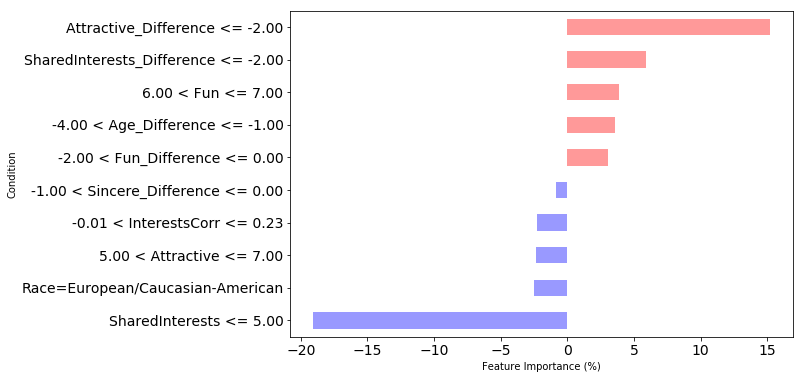 Attractive_Difference <= -2.00
SharedInterests_Difference <= -2.00
6.00 < Fun <= 7.00
-4.00 < Age_Difference <= -1.00
-2.00 < Fun_Difference <= 0.00
-1.00 < Sincere_Difference <= 0.00
-0.01 < InterestsCorr <= 0.23
5.00 < Attractive <= 7.00
Race=European/Caucasian-American
SharedInterests <= 5.00
Condition
−20 −15 −10 −5 0 5 10 15
Feature Importance (%)